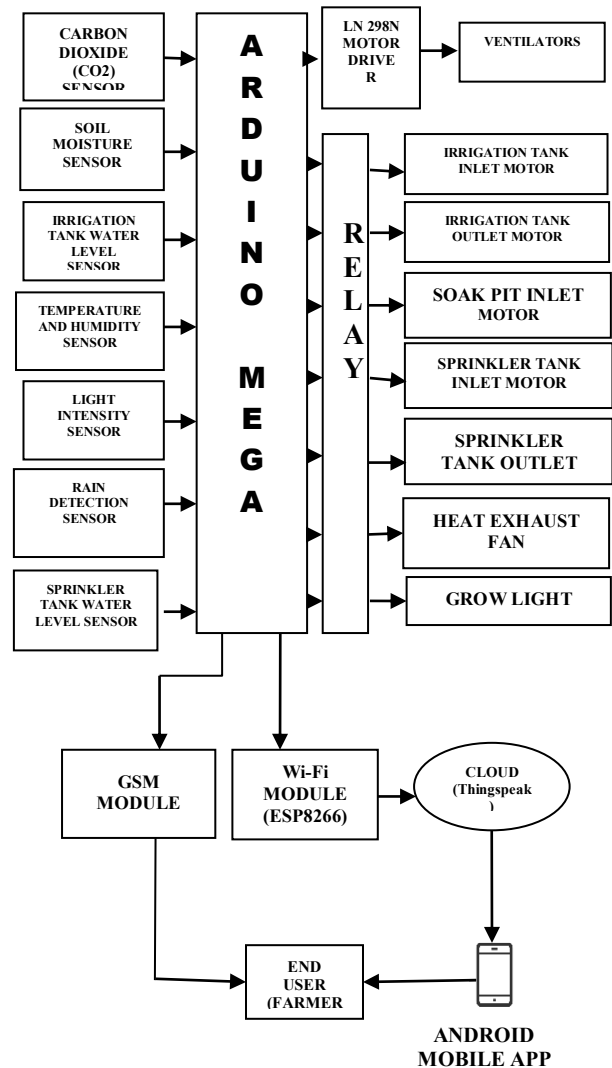 CARBON
DIOXIDE
(CO2)
SENSOR
SOIL
MOISTURE
SENSOR
IRRIGATION
TANK WATER
LEVEL
SENSOR
TEMPERATURE
AND HUMIDITY
SENSOR
LIGHT
INTENSITY
SENSOR
RAIN
DETECTION
SENSOR
SPRINKLER
TANK WATER
LEVEL SENSOR
A
R
D
U
I
N
O
M
E
G
A
LN 298N
MOTOR
DRIVE
R
VENTILATORS
R
E
L
A
Y
IRRIGATION TANK
INLET MOTOR
IRRIGATION TANK
OUTLET MOTOR
SOAK PIT INLET
MOTOR
SPRINKLER TANK
INLET MOTOR
SPRINKLER
TANK OUTLET
HEAT EXHAUST
FAN
GROW LIGHT
GSM
MODULE
Wi-Fi
MODULE
(ESP8266)
CLOUD
(Thingspeak
)
END
USER
(FARMER
ANDROID
MOBILE APP